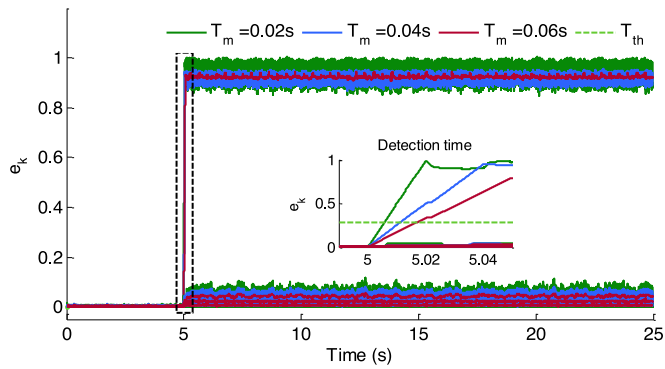 T_m =0.02s T_m =0.04s T_m =0.06s T_th
1
0.8
0.6
0.4
0.2
0
e_k
Detection time
1
0.5
0
e_k
5 5.02 5.04
0 5 10 15 20 25
Time (s)